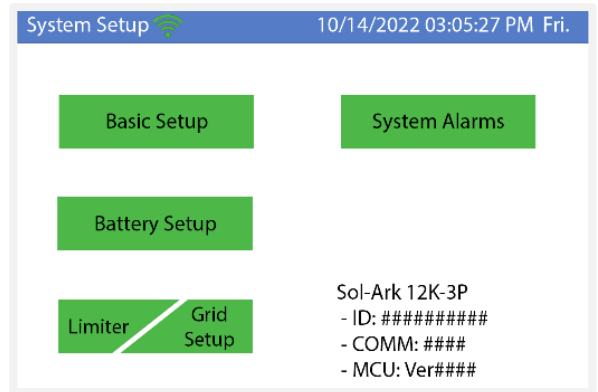 System Setup 10/14/2022 03:05:27 PM Fri.
Basic Setup
System Alarms
Battery Setup
Limiter
Grid
Setup
Sol-Ark 12K-3P
- ID: ##########
- COMM: ####
- MCU: Ver####